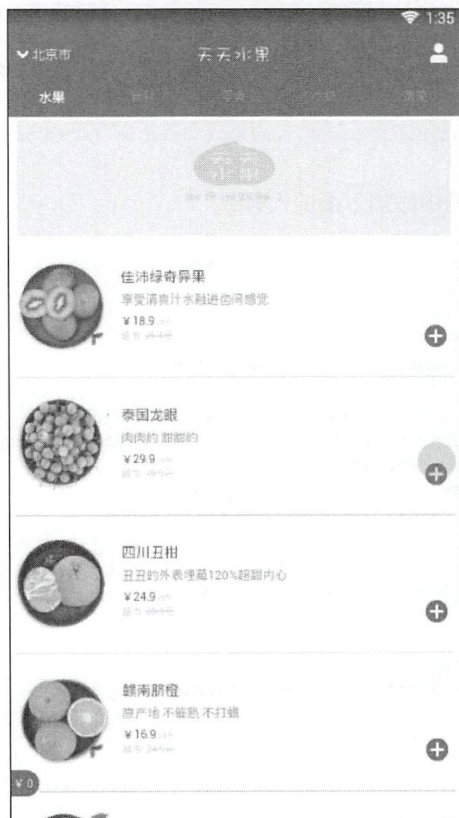 1:35
北京市
天天水果
水果
佳沛绿奇异果
享受清爽汁水融进齿间感觉
¥18.9
泰国龙眼
肉肉的 甜甜的
¥29.9
四川丑柑
丑丑的外表埋藏120%超甜内心
¥24.9
赣南脐橙
原产地 不催熟 不打蜡
¥16.9
¥0